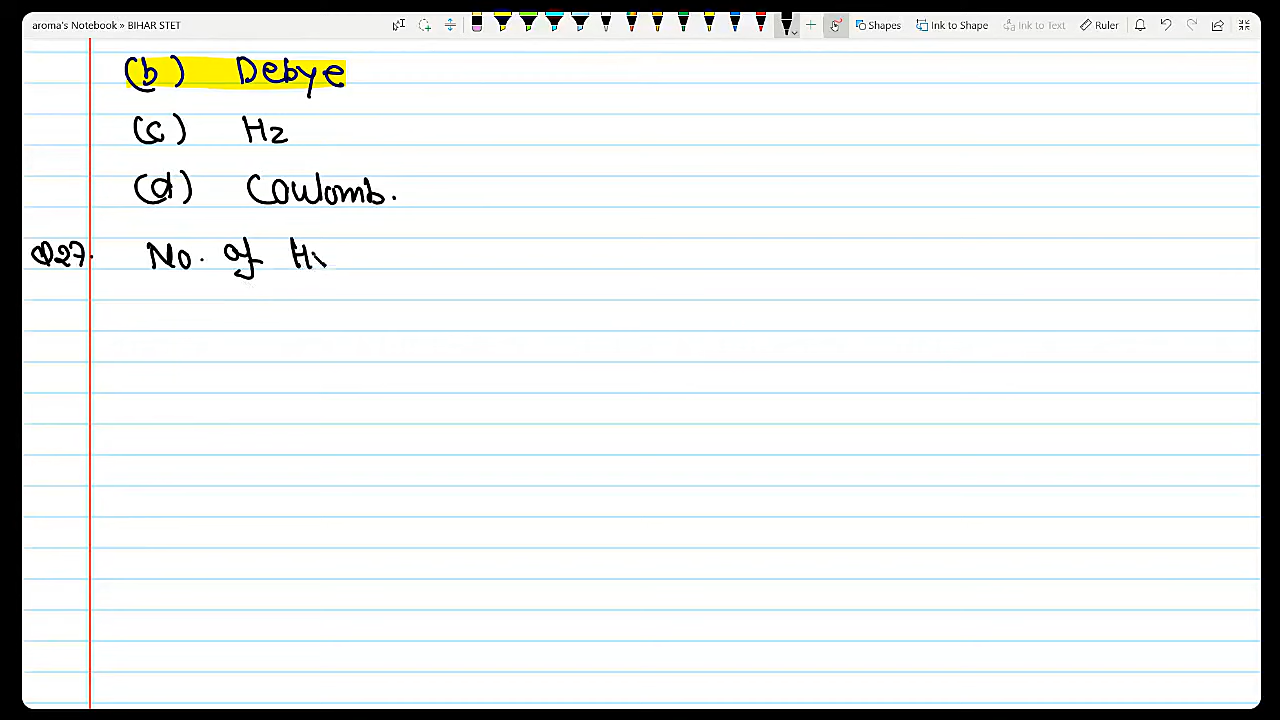 aroma's Notebook » BIHAR STET
Shapes Ink to Shape Ink to Text Ruler
(b) Debye
(c) Hz
(d) Coulomb.
Q27. No. of